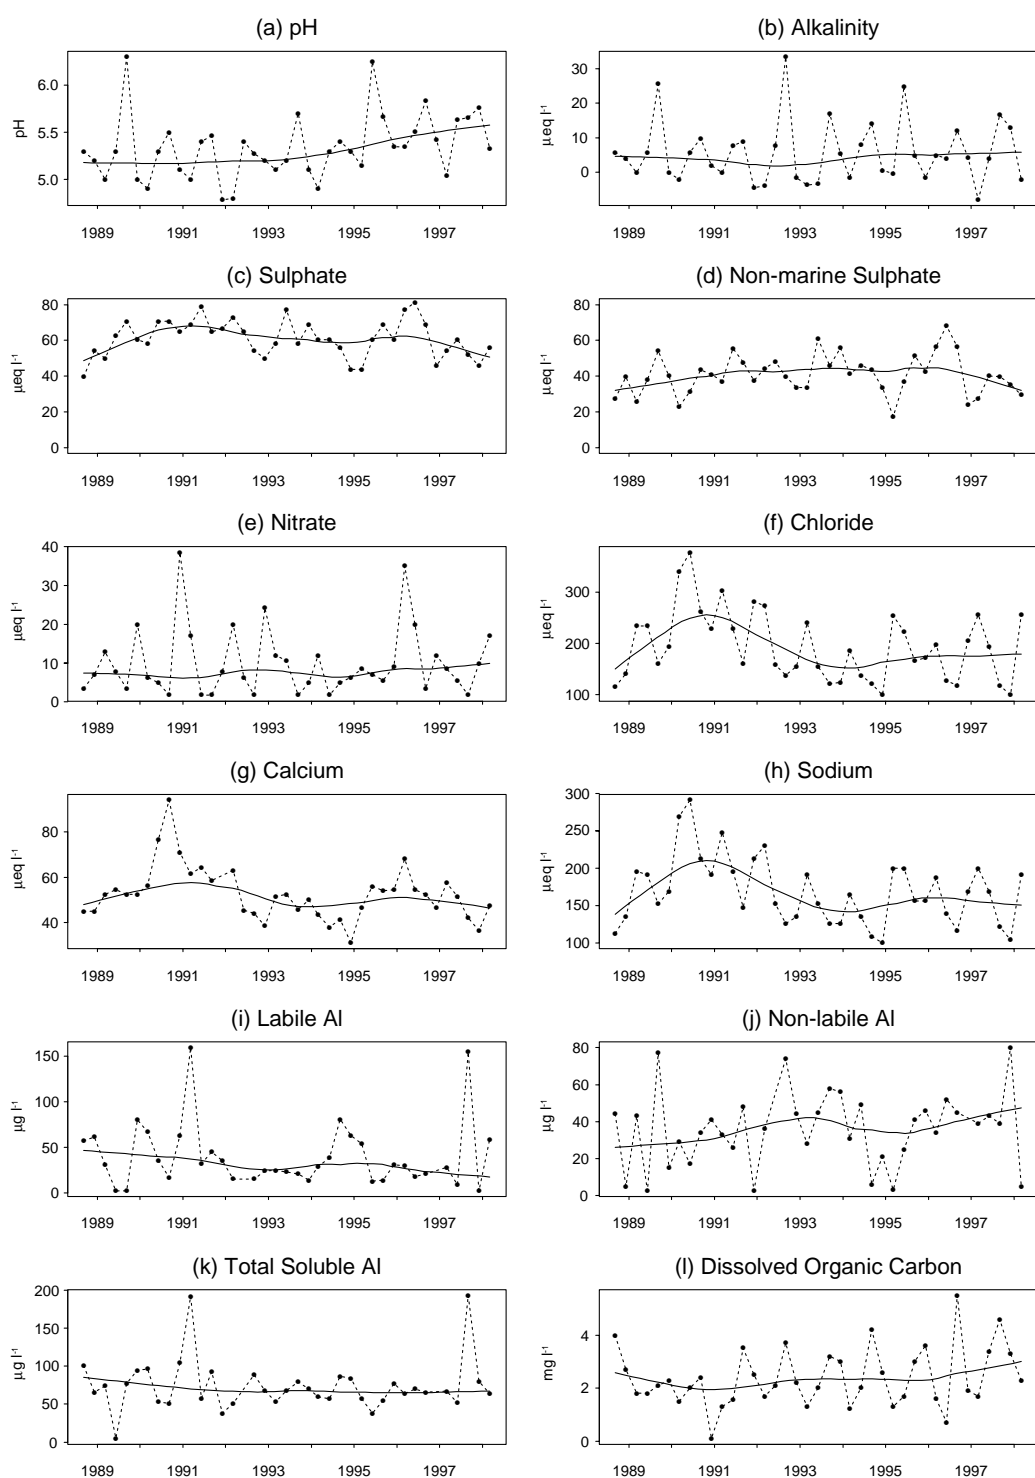 (a) pH
pH
6.0
5.5
5.0
1989 1991 1993 1995 1997
(b) Alkalinity
µeq l-1
30
20
10
0
1989 1991 1993 1995 1997
(c) Sulphate
µeq l-1
80
60
40
20
0
1989 1991 1993 1995 1997
(d) Non-marine Sulphate
µeq l-1
80
60
40
20
0
1989 1991 1993 1995 1997
(e) Nitrate
µeq l-1
40
30
20
10
0
1989 1991 1993 1995 1997
(f) Chloride
µeq l-1
300
200
100
1989 1991 1993 1995 1997
(g) Calcium
µeq l-1
80
60
40
1989 1991 1993 1995 1997
(h) Sodium
µeq l-1
300
250
200
150
100
1989 1991 1993 1995 1997
(i) Labile Al
µg l-1
150
100
50
0
1989 1991 1993 1995 1997
(j) Non-labile Al
µg l-1
80
60
40
20
0
1989 1991 1993 1995 1997
(k) Total Soluble Al
µg l-1
200
150
100
50
0
1989 1991 1993 1995 1997
(l) Dissolved Organic Carbon
mg l-1
4
2
0
1989 1991 1993 1995 1997